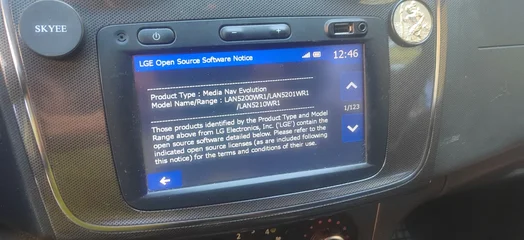 SKYEE
LGE Open Source Software Notice
12:46
Product Type : Media Nav Evolution
Model Name/Range : LAN5200WR1/LAN5201WR1
/LAN5210WR1
1/123
Those products identified by the Product Type and Model
Range above from LG Electronics, Inc. ('LGE') contain the
open source software detailed below. Please refer to the
indicated open source licenses (as are included following
this notice) for the terms and conditions of their use.
2 4